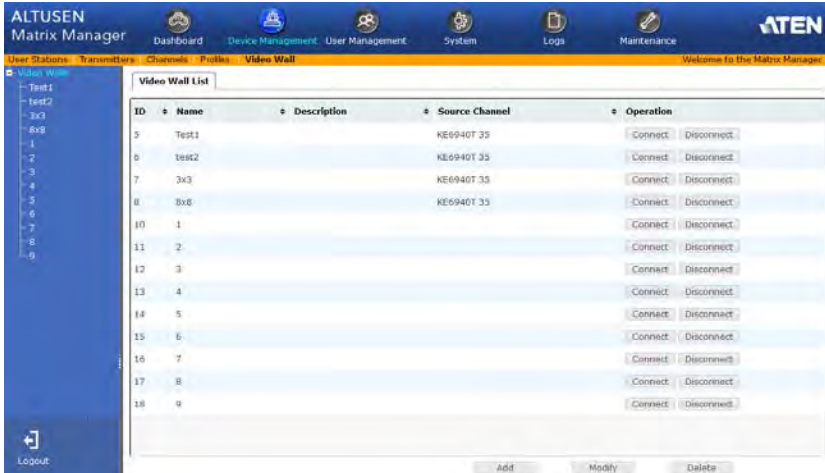 ALTUSEN
Matrix Manager
Dashboard
Device Management
User Management
System
Logs
Maintenance
ATEN
User Stations Transmitters Channels Profiles Video Wall
Welcome to the Matrix Manager
Video Wall
Test1
test2
3x3
8x8
1
2
3
4
5
6
7
8
9
Logout
Video Wall List
ID Name Description Source Channel Operation
5 Test1 KE6940T 35 Connect Disconnect
6 test2 KE6940T 35 Connect Disconnect
7 3x3 KE6940T 35 Connect Disconnect
8 8x8 KE6940T 35 Connect Disconnect
10 1 Connect Disconnect
11 2 Connect Disconnect
12 3 Connect Disconnect
13 4 Connect Disconnect
14 5 Connect Disconnect
15 6 Connect Disconnect
16 7 Connect Disconnect
17 8 Connect Disconnect
18 9 Connect Disconnect
Add Modify Delete